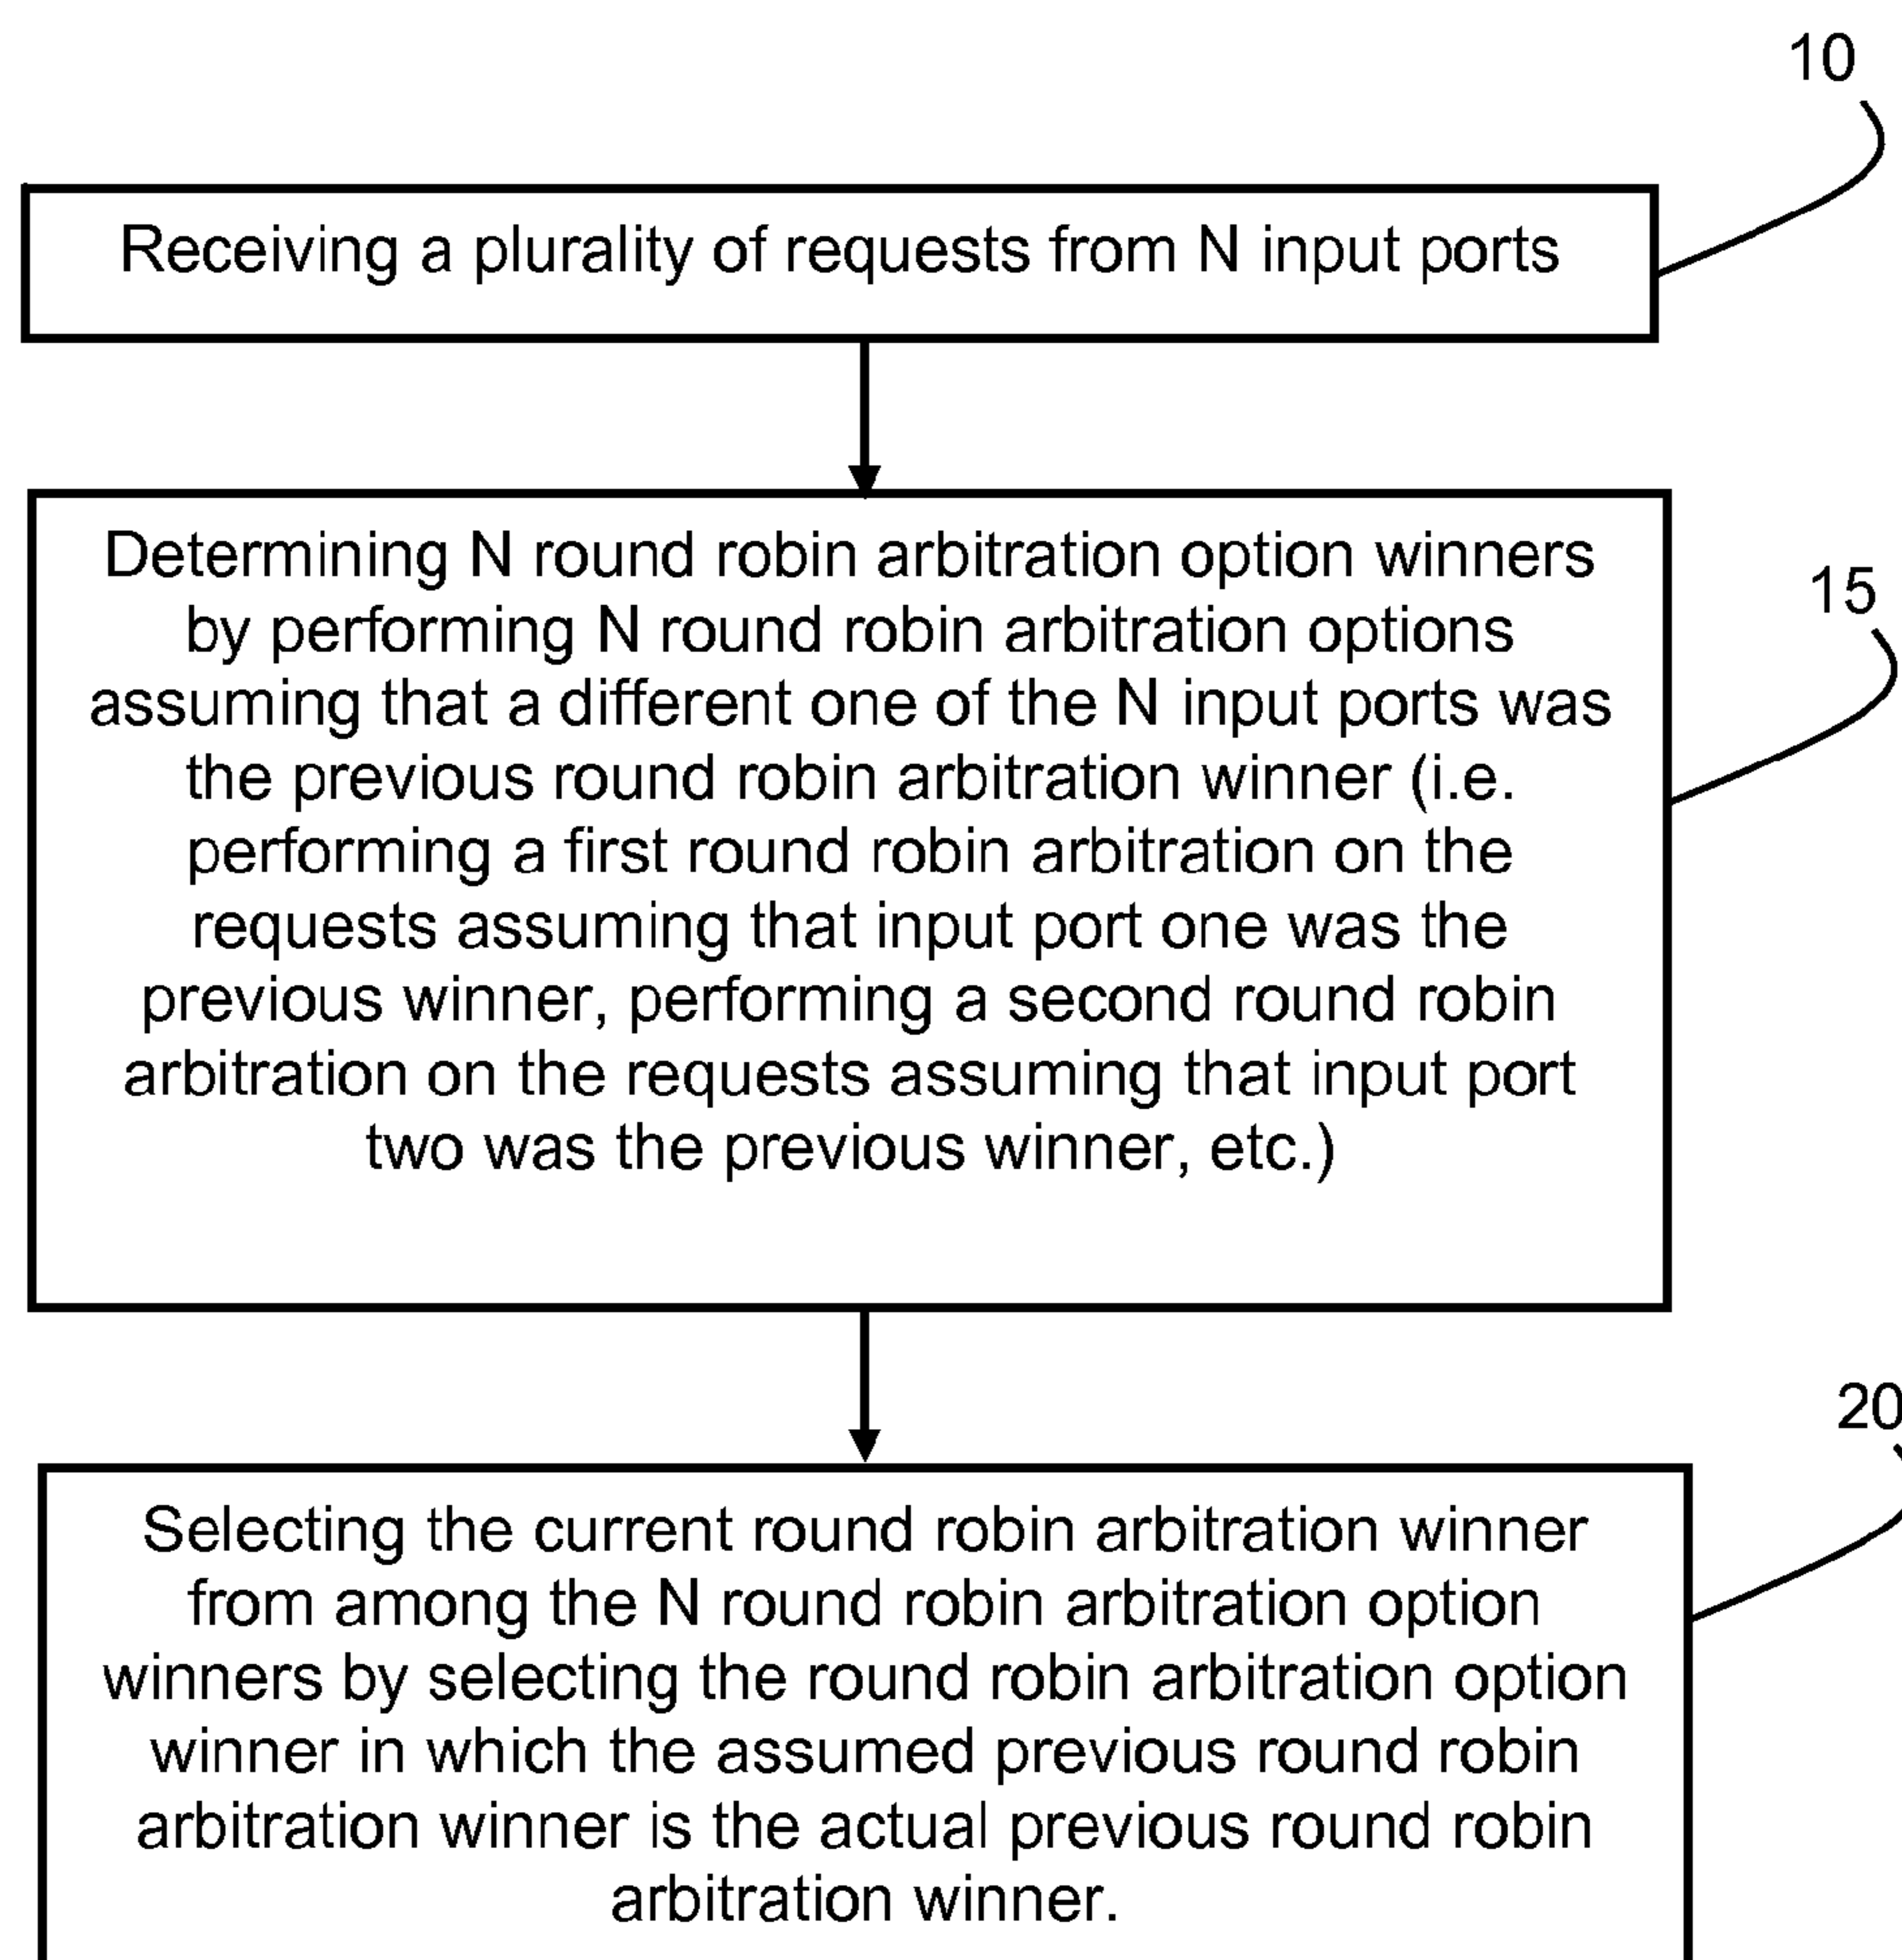 10
Receiving a plurality of requests from N input ports
Determining N round robin arbitration option winners
by performing N round robin arbitration options
15
assuming that a different one of the N input ports was
the previous round robin arbitration winner (i.e.
performing a first round robin arbitration on the
requests assuming that input port one was the
previous winner, performing a second round robin
arbitration on the requests assuming that input port
two was the previous winner, etc.)
20
Selecting the current round robin arbitration winner
from among the N round robin arbitration option
winners by selecting the round robin arbitration option
winner in which the assumed previous round robin
arbitration winner is the actual previous round robin
arbitration winner.